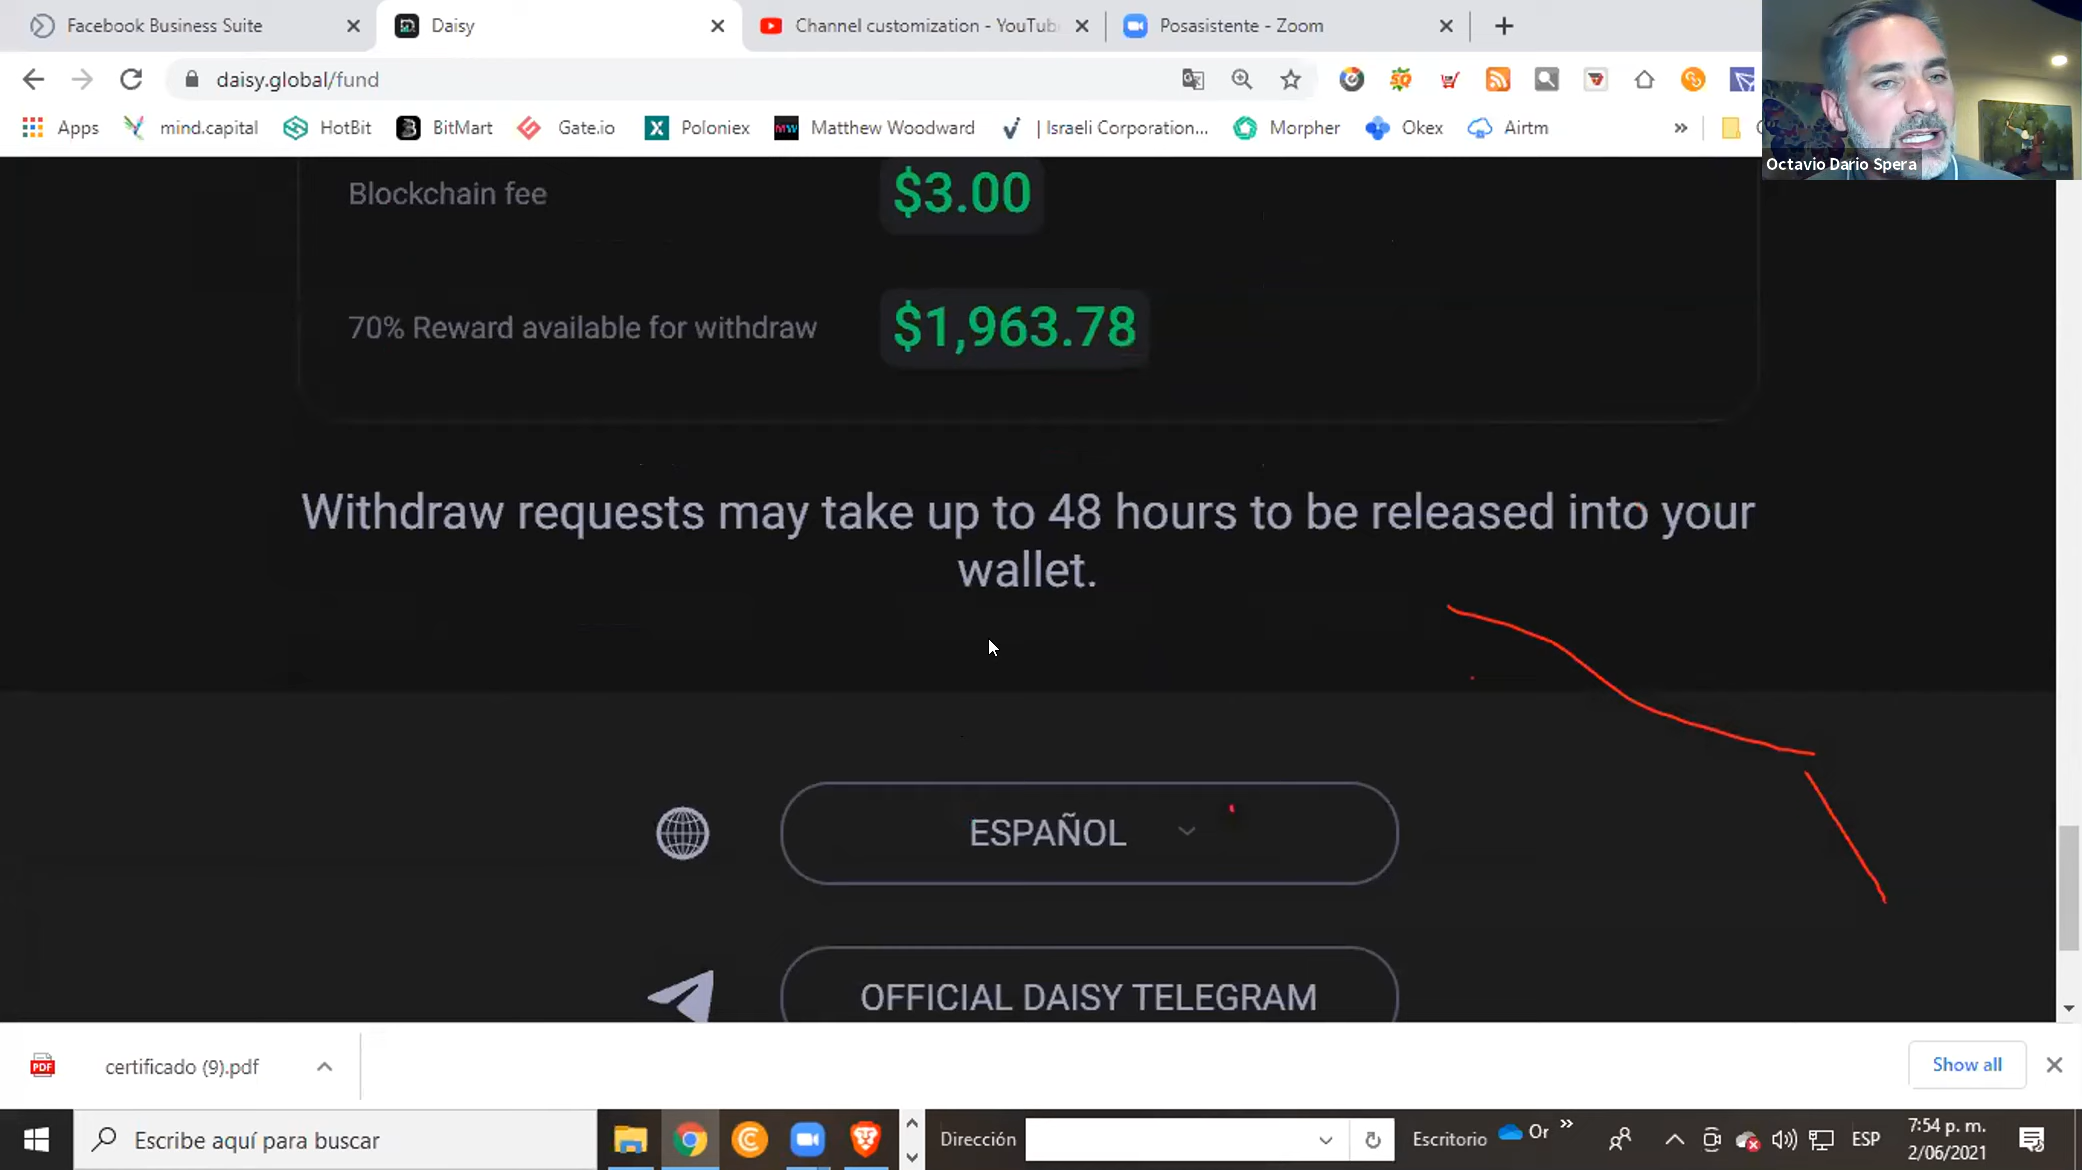 Facebook Business Suite
Daisy
Channel customization - YouTub
Posasistente - Zoom
daisy.global/fund
Apps
mind.capital
HotBit
BitMart
Gate.io
Poloniex
Matthew Woodward
| Israeli Corporation...
Morpher
Okex
Airtm
»
Octavio Dario Spera
Blockchain fee
$3.00
70% Reward available for withdraw
$1,963.78
Withdraw requests may take up to 48 hours to be released into your
wallet.
ESPAÑOL
OFFICIAL DAISY TELEGRAM
PDF
certificado (9).pdf
Show all
Escribe aquí para buscar
Dirección
Escritorio
Or
»
ESP
7:54 p. m.
2/06/2021